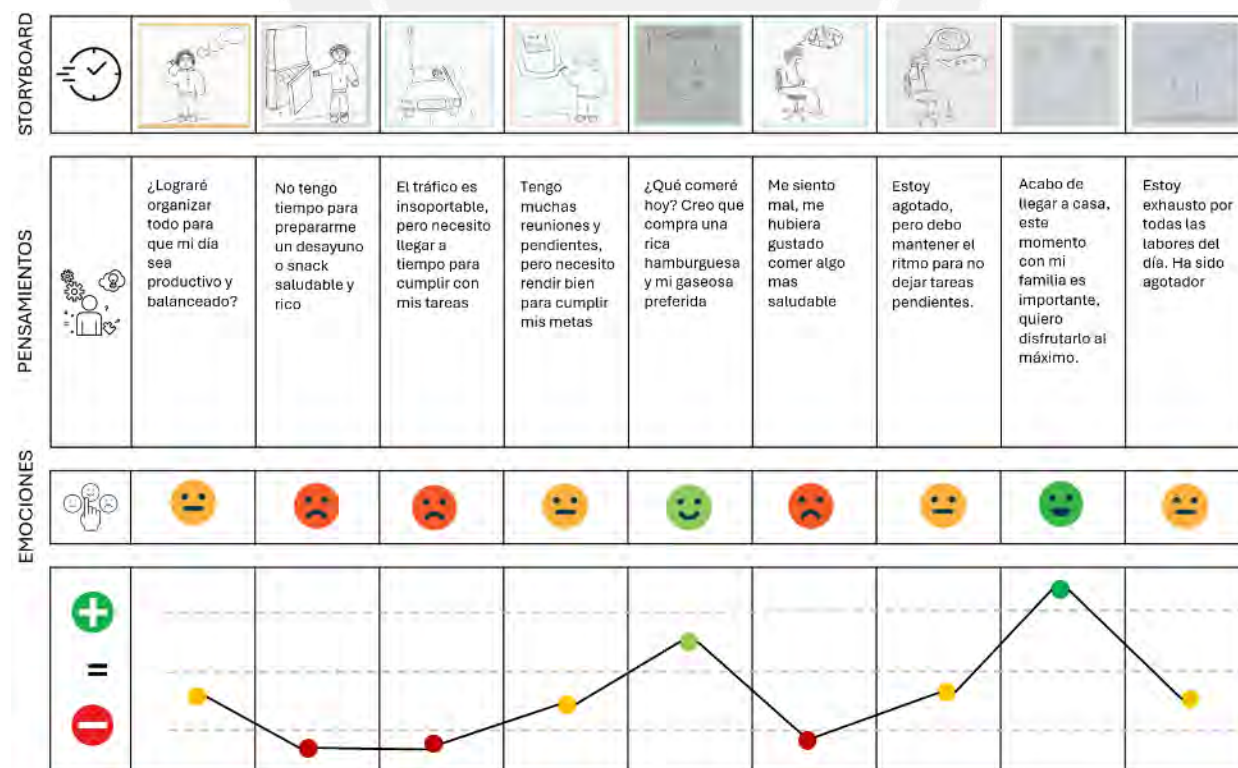 STORYBOARD
PENSAMIENTOS
¿Lograré
organizar
todo para
que mi día
sea
productivo y
balanceado?
No tengo
tiempo para
prepararme
un desayuno
o snack
saludable y
rico
El tráfico es
insoportable,
pero necesito
llegar a
tiempo para
cumplir con
mis tareas
Tengo
muchas
reuniones y
pendientes,
pero necesito
rendir bien
para cumplir
mis metas
¿Qué comeré
hoy? Creo que
compra una
rica
hamburguesa
y mi gaseosa
preferida
Me siento
mal, me
hubiera
gustado
comer algo
mas
saludable
Estoy
agotado,
pero debo
mantener el
ritmo para no
dejar tareas
pendientes.
Acabo de
llegar a casa,
este
momento
con mi
familia es
importante,
quiero
disfrutarlo al
máximo.
Estoy
exhausto por
todas las
labores del
día. Ha sido
agotador
EMOCIONES